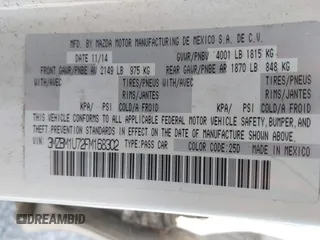 MFD. BY MAZDA MOTOR MANUFACTURING DE MEXICO S.A. DE C.V.
DATE 11/14 GVWR/PNBV 4001 LB 1815 KG
FRONT GAWR/PNBE AV 2149 LB 975 KG REAR GAWR/PNBE AR 1870 LB 848 KG
WITH/AVEC TIRES/PNEUS WITH/AVEC TIRES/PNEUS
RIMS/JANTES RIMS/JANTES
KPA/ PSI COLD/A FROID KPA/ PSI COLD/A FROID
THIS VEHICLE CONFORMS TO ALL APPLICABLE FEDERAL MOTOR VEHICLE SAFETY, BUMPER, AND
THEFT PREVENTION STANDARDS IN EFFECT ON THE DATE OF MANUFACTURE SHOWN ABOVE.
3MZBM1U72FM168302 TYPE: PASS CAR COLOR CODE: 25D
MADE IN MEXICO
DREAMBID